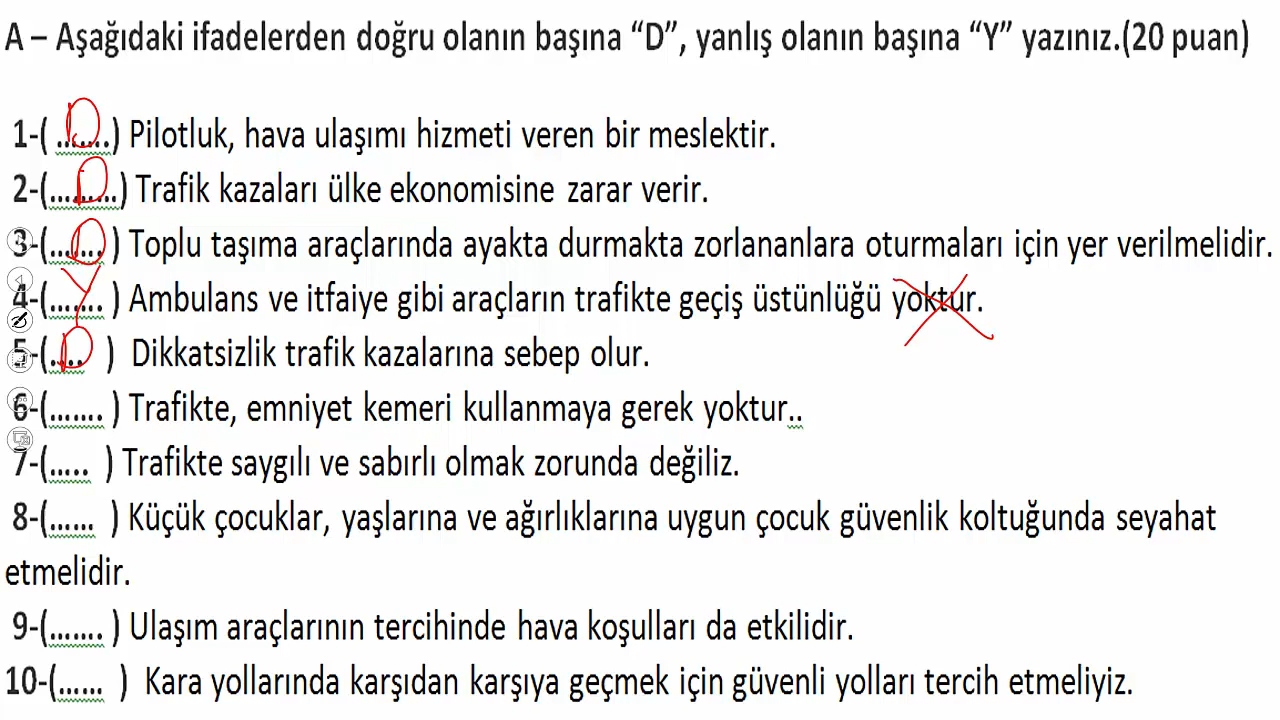 A – Aşağıdaki ifadelerden doğru olanın başına “D”, yanlış olanın başına “Y” yazınız.(20 puan)
1-( ...D....) Pilotluk, hava ulaşımı hizmeti veren bir meslektir.
2-(....D.....) Trafik kazaları ülke ekonomisine zarar verir.
3-(...D.... ) Toplu taşıma araçlarında ayakta durmakta zorlananlara oturmaları için yer verilmelidir.
4-(...Y.... ) Ambulans ve itfaiye gibi araçların trafikte geçiş üstünlüğü yoktur.
5-(..D... ) Dikkatsizlik trafik kazalarına sebep olur.
6-(....... ) Trafikte, emniyet kemeri kullanmaya gerek yoktur..
7-(..... ) Trafikte saygılı ve sabırlı olmak zorunda değiliz.
8-(...... ) Küçük çocuklar, yaşlarına ve ağırlıklarına uygun çocuk güvenlik koltuğunda seyahat
etmelidir.
9-(....... ) Ulaşım araçlarının tercihinde hava koşulları da etkilidir.
10-(...... ) Kara yollarında karşıdan karşıya geçmek için güvenli yolları tercih etmeliyiz.